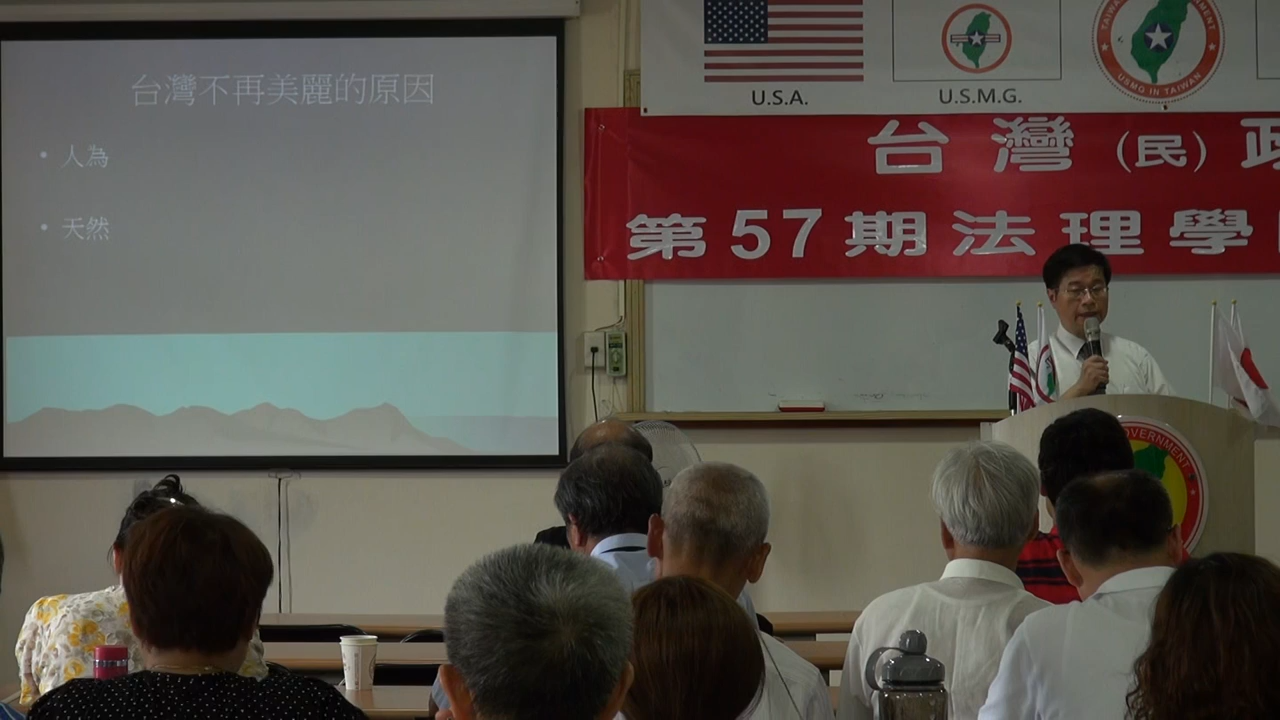 台灣不再美麗的原因
• 人為
• 天然
U.S.A.
U.S.M.G.
USMG IN TAIWAN
台灣(民)政
第57期法理學
OVERNMENT